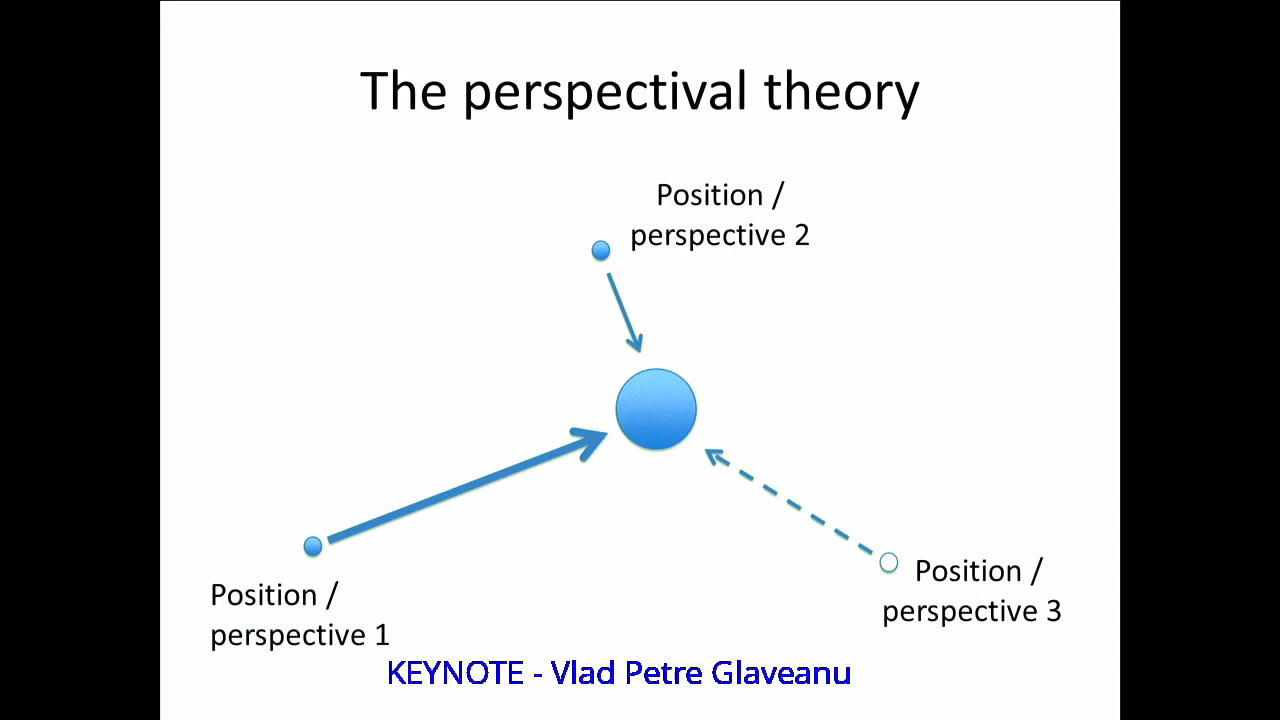 The perspectival theory
Position /
perspective 2
Position /
perspective 1
Position /
perspective 3
KEYNOTE - Vlad Petre Glaveanu